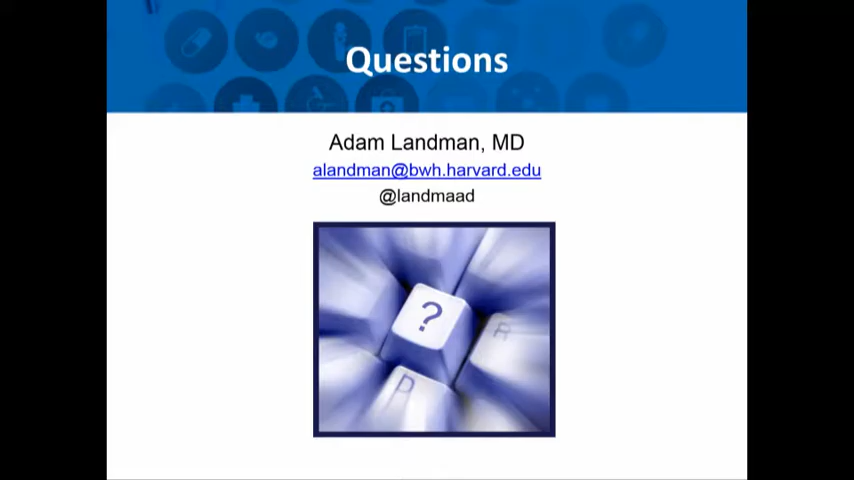 Questions
Adam Landman, MD
alandman@bwh.harvard.edu
@landmaad
?
P